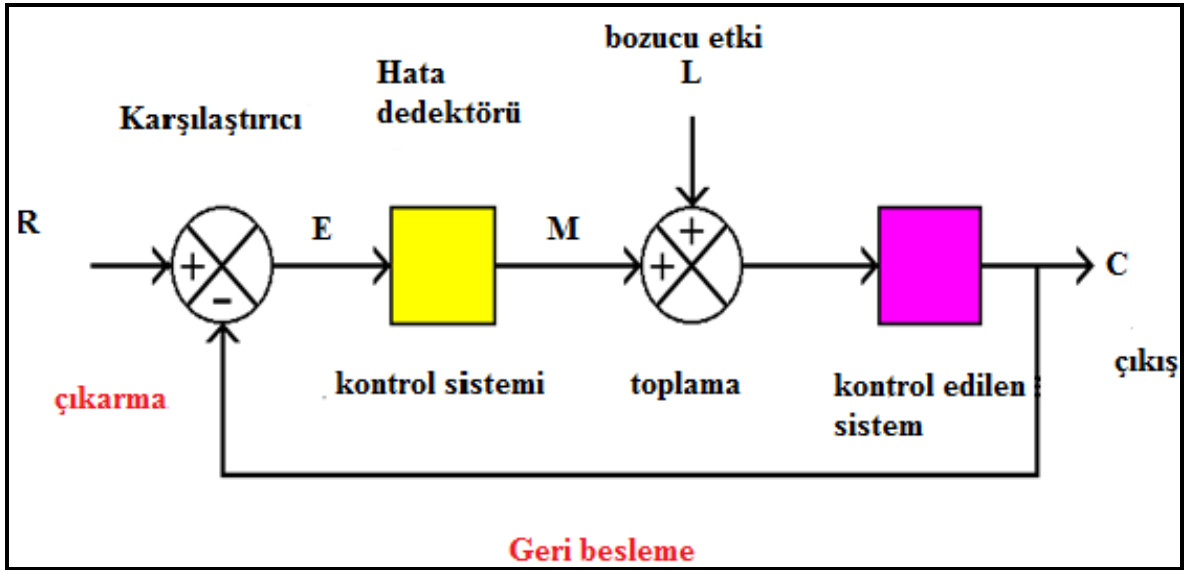 bozucu etki
L
Hata
dedektörü
Karşılaştırıcı
R
E
M
C
+
-
+
+
çıkış
kontrol sistemi
toplama
kontrol edilen
sistem
çıkarma
Geri besleme